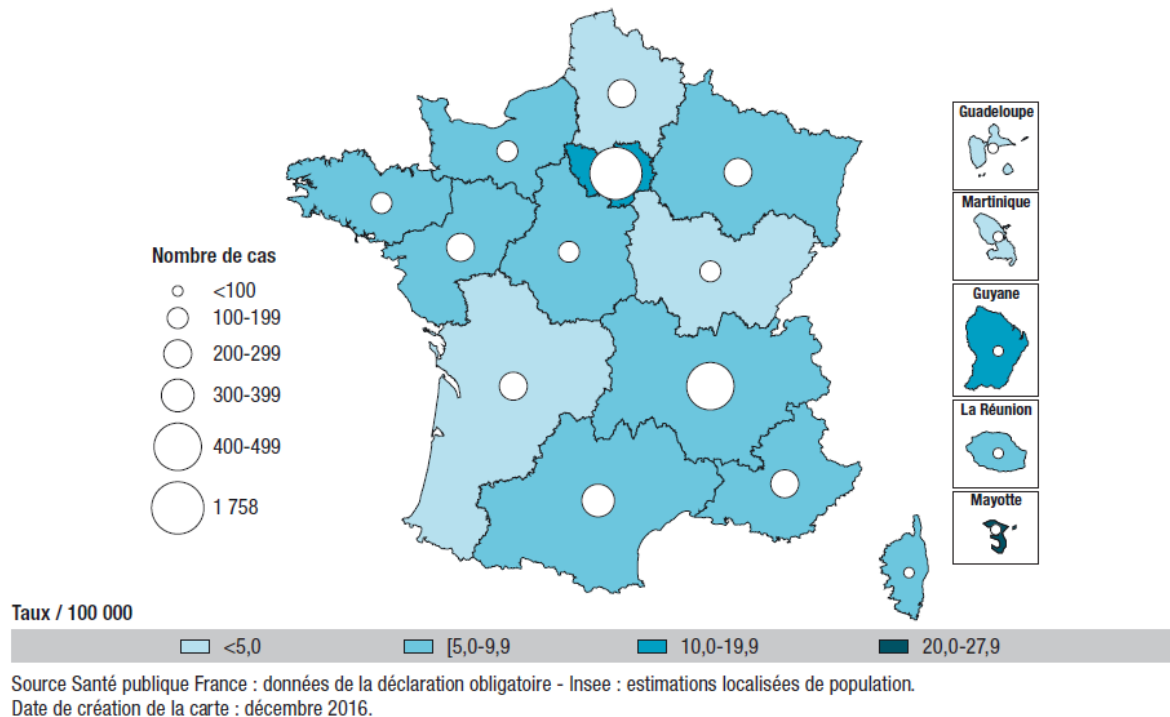 Guadeloupe
Martinique
Guyane
La Réunion
Mayotte
Nombre de cas
<100
100-199
200-299
300-399
400-499
1 758
Taux / 100 000
<5,0 [5,0-9,9 10,0-19,9 20,0-27,9
Source Santé publique France : données de la déclaration obligatoire - Insee : estimations localisées de population.
Date de création de la carte : décembre 2016.